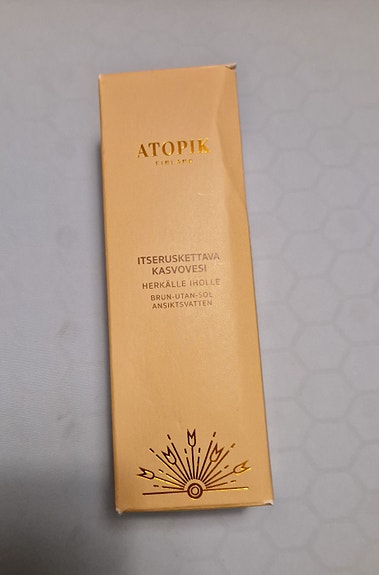 ATOPIK
FINLAND
ITSERUSKETTAVA
KASVOVESI
HERKÄLLE IHOLLE
BRUN-UTAN-SOL
ANSIKTSVATTEN